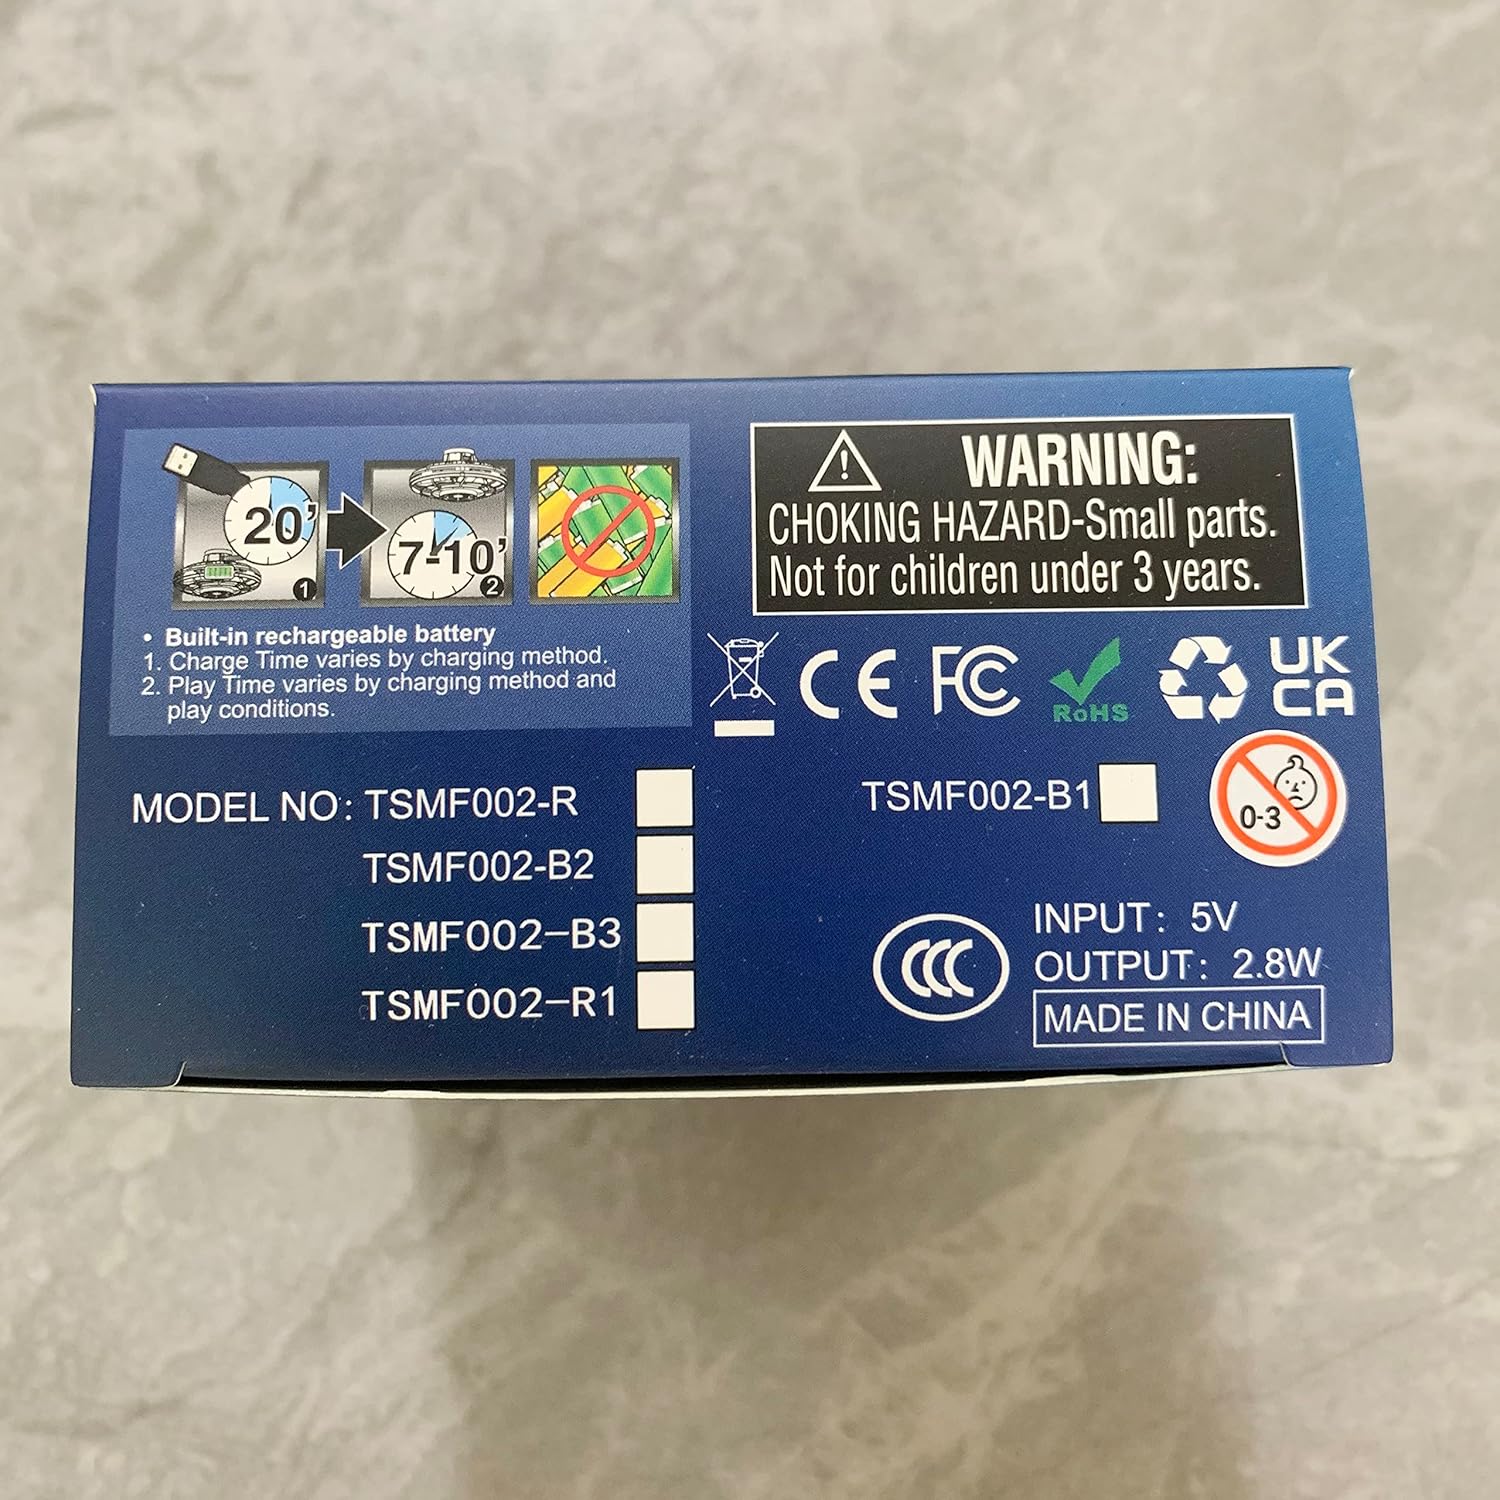 20'
1
7-10'
2
• Built-in rechargeable battery
1. Charge Time varies by charging method.
2. Play Time varies by charging method and
play conditions.
WARNING:
CHOKING HAZARD-Small parts.
Not for children under 3 years.
CE FC RoHS UK
CA
MODEL NO: TSMF002-R
TSMF002-B2
TSMF002-B3
TSMF002-R1
TSMF002-B1
0-3
CCC
INPUT: 5V
OUTPUT: 2.8W
MADE IN CHINA